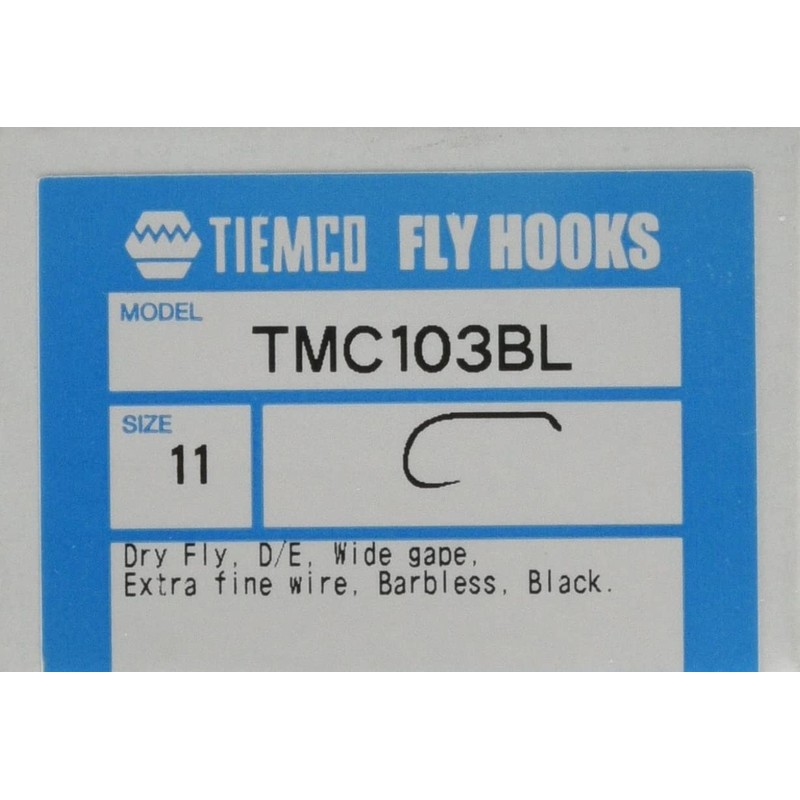 TIEMCO FLY HOOKS
MODEL
TMC103BL
SIZE
11
Dry Fly, D/E, Wide gape,
Extra fine wire, Barbless, Black.